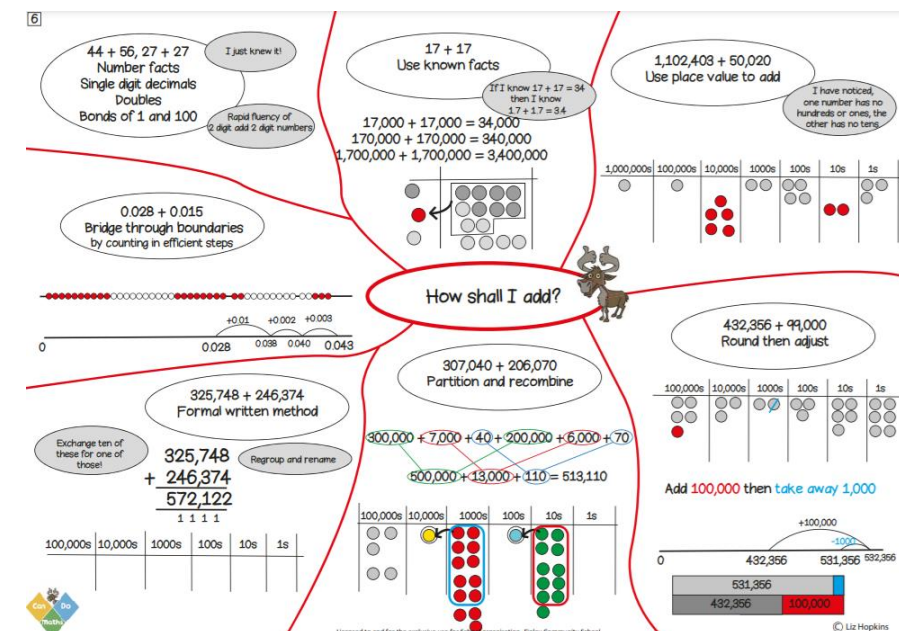 6
44 + 56, 27 + 27
Number facts
Single digit decimals
Doubles
Bonds of 1 and 100
I just knew it!
Rapid fluency of
2 digit add 2 digit numbers
17 + 17
Use known facts
If I know 17 + 17 = 34
then I know
1.7 + 1.7 = 3.4
17,000 + 17,000 = 34,000
170,000 + 170,000 = 340,000
1,700,000 + 1,700,000 = 3,400,000
1,102,403 + 50,020
Use place value to add
I have noticed,
one number has no
hundreds or ones, the
other has no tens
1,000,000s 100,000s 10,000s 1000s 100s 10s 1s
0.028 + 0.015
Bridge through boundaries
by counting in efficient steps
+0.01 +0.002 +0.003
0 0.028 0.038 0.040 0.043
How shall I add?
432,356 + 99,000
Round then adjust
100,000s 10,000s 1000s 100s 10s 1s
Add 100,000 then take away 1,000
+100,000
-1000
0 432,356 531,356 532,356
531,356
432,356 100,000
325,748 + 246,374
Formal written method
Exchange ten of
these for one of
those!
Regroup and rename
325,748
+ 246,374
572,122
1 1 1 1
100,000s 10,000s 1000s 100s 10s 1s
307,040 + 206,070
Partition and recombine
300,000 + 7,000 + 40 + 200,000 + 6,000 + 70
500,000 + 13,000 + 110 = 513,110
100,000s 10,000s 1000s 100s 10s 1s
Can Do
Maths
© Liz Hopkins